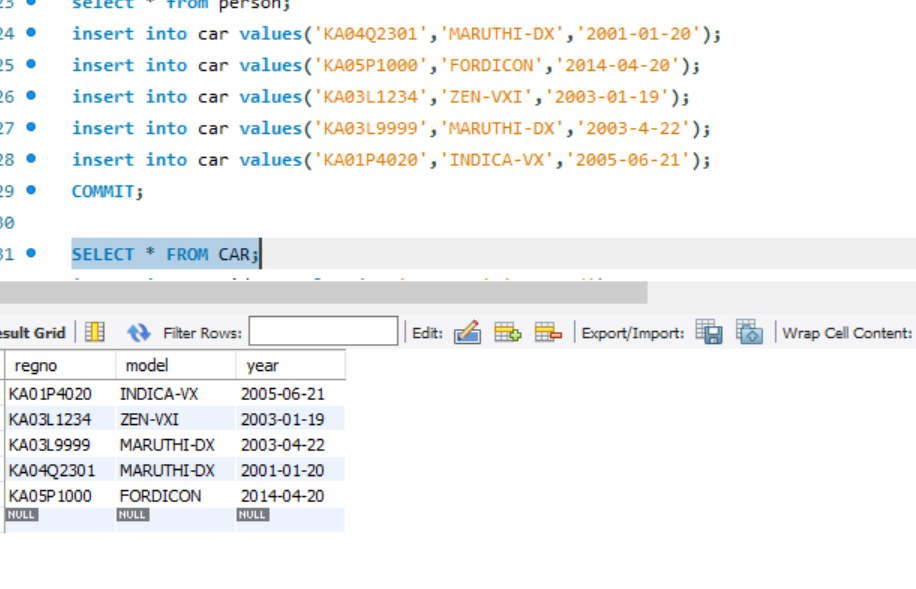 23 select * from person;
24 insert into car values('KA04Q2301','MARUTHI-DX','2001-01-20');
25 insert into car values('KA05P1000','FORDICON','2014-04-20');
26 insert into car values('KA03L1234','ZEN-VXI','2003-01-19');
27 insert into car values('KA03L9999','MARUTHI-DX','2003-4-22');
28 insert into car values('KA01P4020','INDICA-VX','2005-06-21');
29 COMMIT;
30
31 SELECT * FROM CAR;
esult Grid Filter Rows: Edit: Export/Import: Wrap Cell Content:
regno model year
KA01P4020 INDICA-VX 2005-06-21
KA03L1234 ZEN-VXI 2003-01-19
KA03L9999 MARUTHI-DX 2003-04-22
KA04Q2301 MARUTHI-DX 2001-01-20
KA05P1000 FORDICON 2014-04-20
NULL NULL NULL